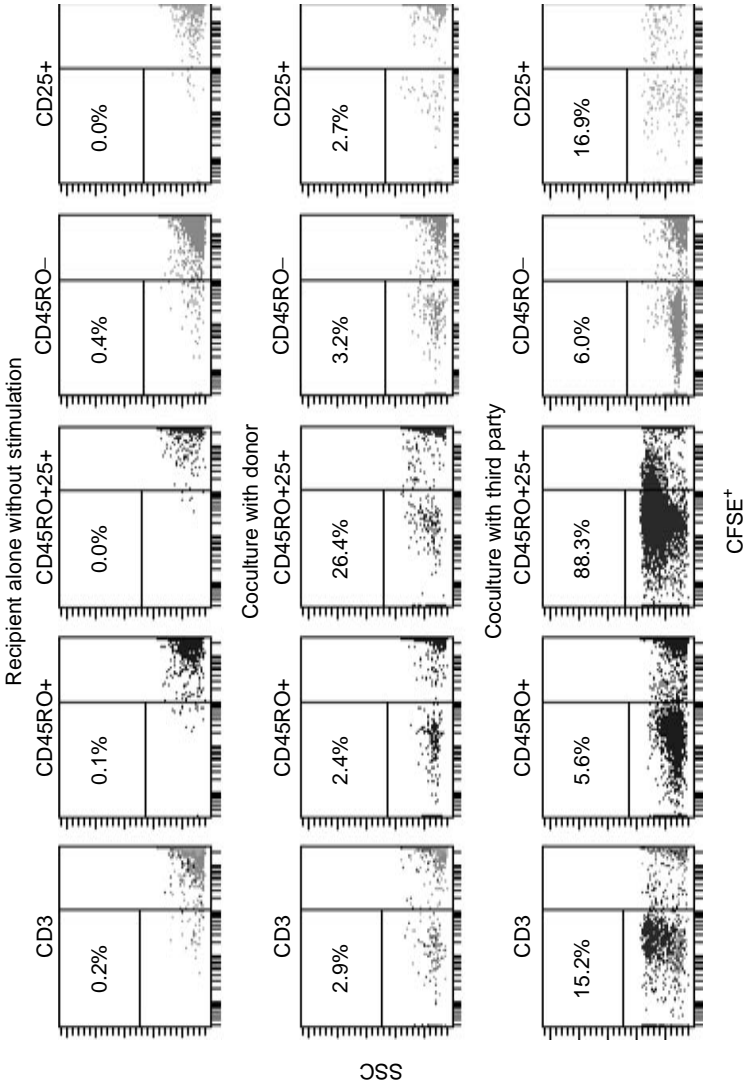 Recipient alone without stimulation
CD3 CD45RO+ CD45RO+25+ CD45RO− CD25+
0.2% 0.1% 0.0% 0.4% 0.0%
Coculture with donor
CD3 CD45RO+ CD45RO+25+ CD45RO− CD25+
2.9% 2.4% 26.4% 3.2% 2.7%
Coculture with third party
CD3 CD45RO+ CD45RO+25+ CD45RO− CD25+
15.2% 5.6% 88.3% 6.0% 16.9%
SSC
CFSE⁺